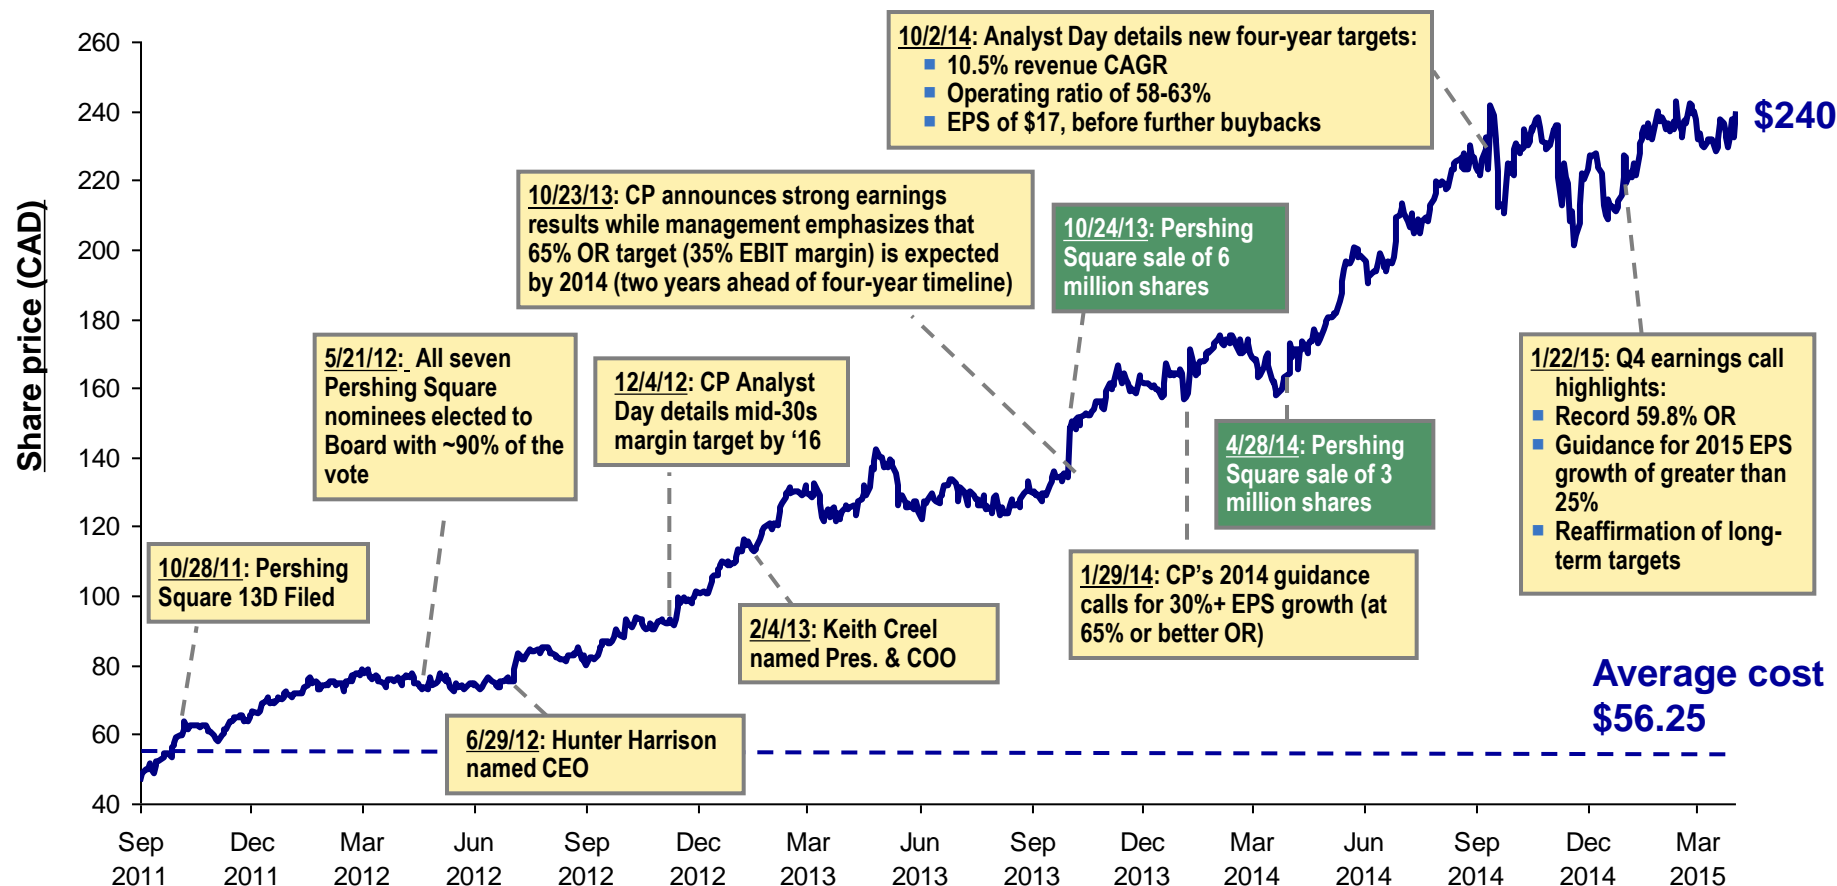 Share price (CAD)
260
240
220
200
180
160
140
120
100
80
60
40
10/28/11: Pershing
Square 13D Filed
5/21/12: All seven
Pershing Square
nominees elected to
Board with ~90% of the
vote
6/29/12: Hunter Harrison
named CEO
12/4/12: CP Analyst
Day details mid-30s
margin target by ‘16
2/4/13: Keith Creel
named Pres. & COO
10/23/13: CP announces strong earnings
results while management emphasizes that
65% OR target (35% EBIT margin) is expected
by 2014 (two years ahead of four-year timeline)
10/24/13: Pershing
Square sale of 6
million shares
1/29/14: CP’s 2014 guidance
calls for 30%+ EPS growth (at
65% or better OR)
4/28/14: Pershing
Square sale of 3
million shares
10/2/14: Analyst Day details new four-year targets:
■ 10.5% revenue CAGR
■ Operating ratio of 58-63%
■ EPS of $17, before further buybacks
1/22/15: Q4 earnings call
highlights:
■ Record 59.8% OR
■ Guidance for 2015 EPS
growth of greater than
25%
■ Reaffirmation of long-
term targets
$240
Average cost
$56.25
Sep Dec Mar Jun Sep Dec Mar Jun Sep Dec Mar Jun Sep Dec Mar
2011 2011 2012 2012 2012 2012 2013 2013 2013 2013 2014 2014 2014 2014 2015